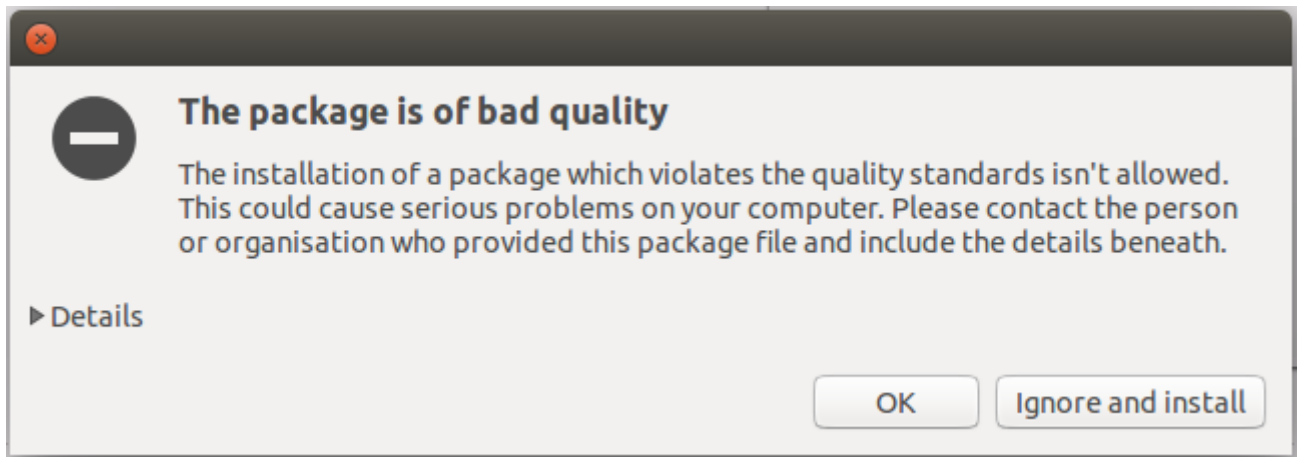 The package is of bad quality
The installation of a package which violates the quality standards isn't allowed.
This could cause serious problems on your computer. Please contact the person
or organisation who provided this package file and include the details beneath.
Details
OK
Ignore and install